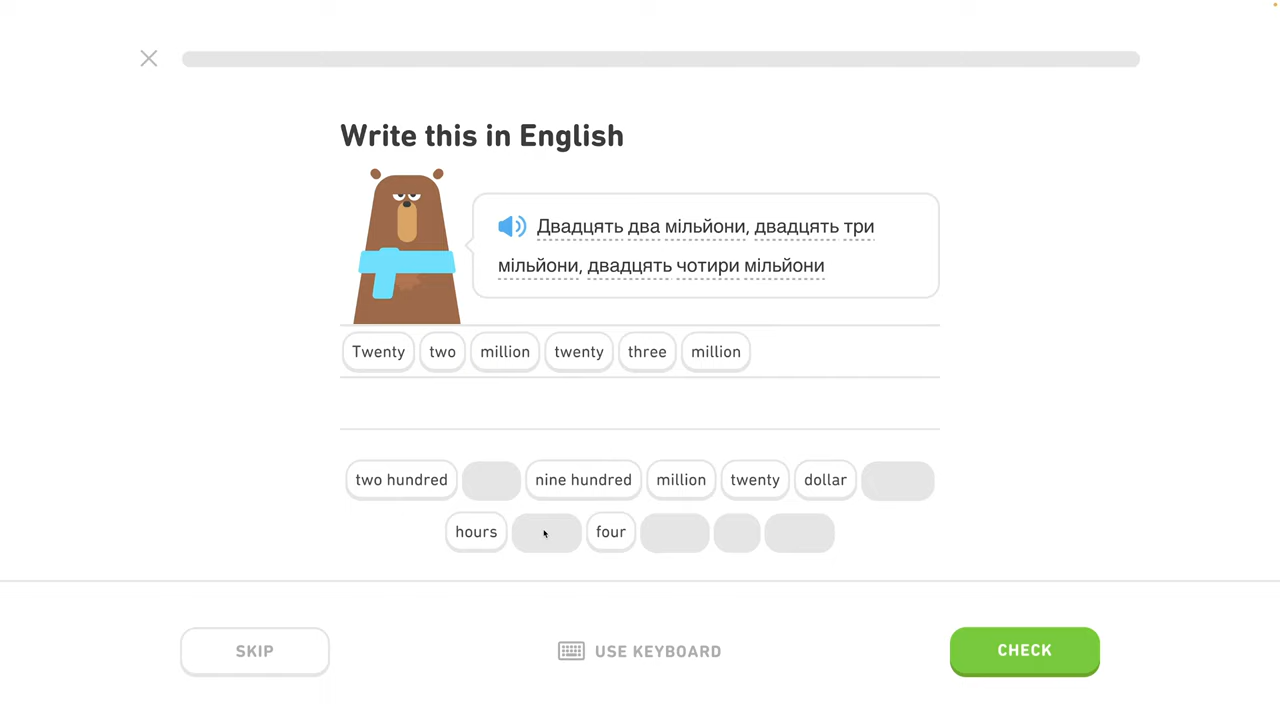 Write this in English
Двадцять два мільйони, двадцять три
мільйони, двадцять чотири мільйони
Twenty two million twenty three million
two hundred nine hundred million twenty dollar
hours four
SKIP USE KEYBOARD CHECK